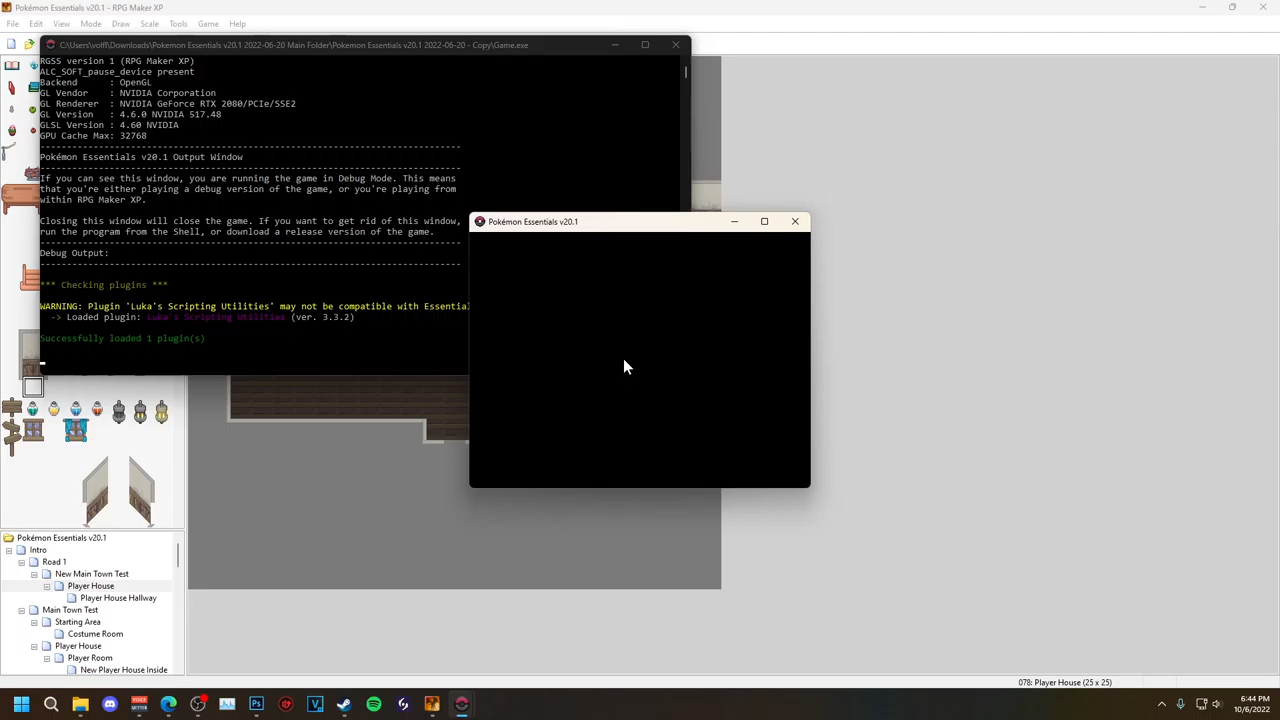 Pokémon Essentials v20.1 - RPG Maker XP
File Edit View Mode Draw Scale Tools Game Help
C:\Users\volfl\Downloads\Pokemon Essentials v20.1 2022-06-20 Main Folder\Pokemon Essentials v20.1 2022-06-20 - Copy\Game.exe
RGSS version 1 (RPG Maker XP)
ALC_SOFT_pause_device present
Backend : OpenGL
GL Vendor : NVIDIA Corporation
GL Renderer : NVIDIA GeForce RTX 2080/PCIe/SSE2
GL Version : 4.6.0 NVIDIA 517.48
GLSL Version : 4.60 NVIDIA
GPU Cache Max: 32768
Pokémon Essentials v20.1 Output Window
If you can see this window, you are running the game in Debug Mode. This means
that you're either playing a debug version of the game, or you're playing from
within RPG Maker XP.
Closing this window will close the game. If you want to get rid of this window,
run the program from the Shell, or download a release version of the game.
Debug Output:
*** Checking plugins ***
WARNING: Plugin 'Luka's Scripting Utilities' may not be compatible with Essential
-> Loaded plugin: Luka's Scripting Utilities (ver. 3.3.2)
Successfully loaded 1 plugin(s)
Pokémon Essentials v20.1
Pokémon Essentials v20.1
Intro
Road 1
New Main Town Test
Player House
Player House Hallway
Main Town Test
Starting Area
Costume Room
Player House
Player Room
New Player House Inside
078: Player House (25 x 25)
6:44 PM
10/6/2022